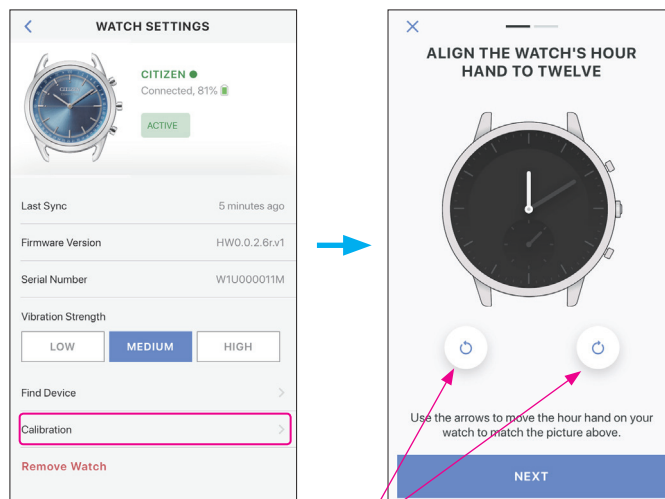 WATCH SETTINGS
CITIZEN
CITIZEN
Connected, 81%
ACTIVE
Last Sync 5 minutes ago
Firmware Version HW0.0.2.6r.v1
Serial Number W1U000011M
Vibration Strength
LOW MEDIUM HIGH
Find Device
Calibration
Remove Watch
ALIGN THE WATCH'S HOUR
HAND TO TWELVE
Use the arrows to move the hour hand on your
watch to match the picture above.
NEXT